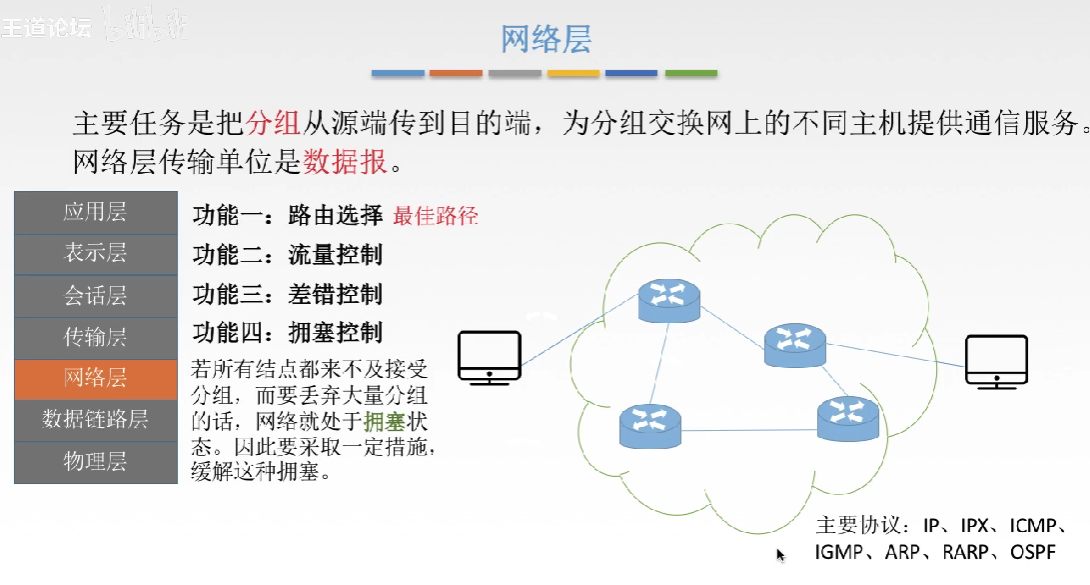 王道论坛
网络层
主要任务是把分组从源端传到目的端，为分组交换网上的不同主机提供通信服务。
网络层传输单位是数据报。
应用层
表示层
会话层
传输层
网络层
数据链路层
物理层
功能一：路由选择 最佳路径
功能二：流量控制
功能三：差错控制
功能四：拥塞控制
若所有结点都来不及接受
分组，而要丢弃大量分组
的话，网络就处于拥塞状
态。因此要采取一定措施，
缓解这种拥塞。
主要协议：IP、IPX、ICMP、
IGMP、ARP、RARP、OSPF